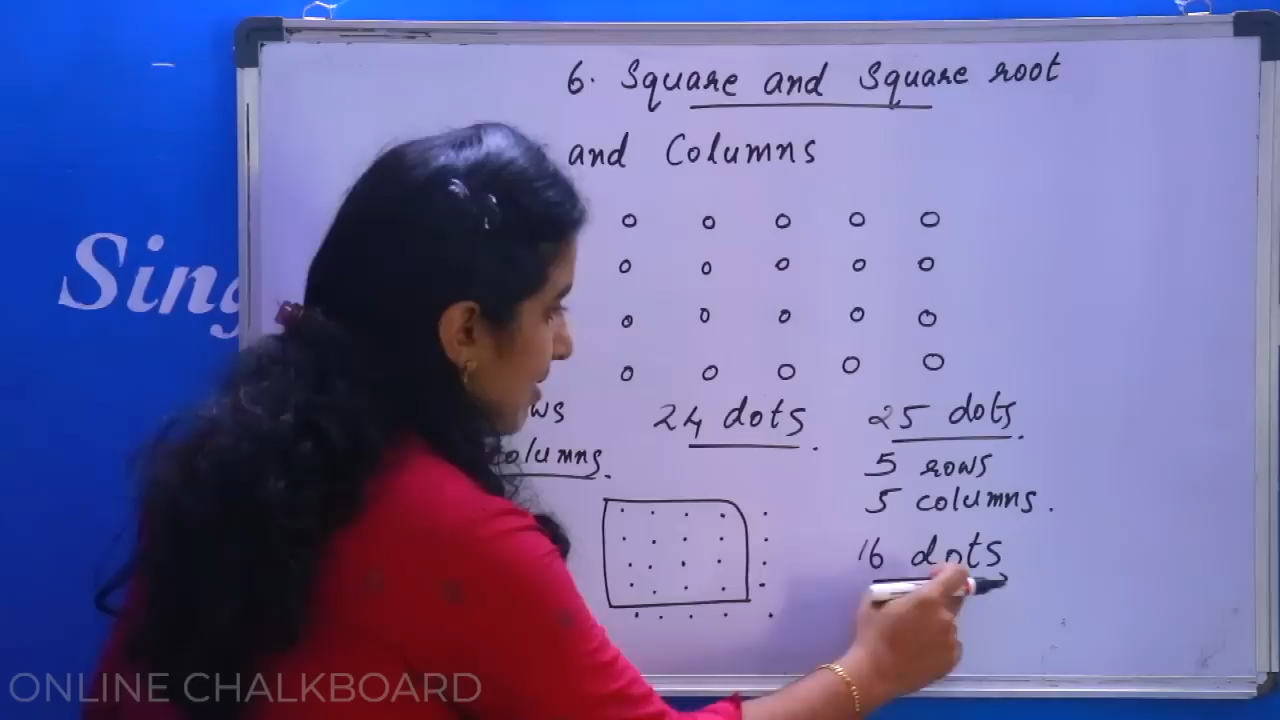 6. Square and Square root
and Columns
24 dots.
25 dots.
columns.
5 rows
5 columns.
16 dots
Sing
ONLINE CHALKBOARD